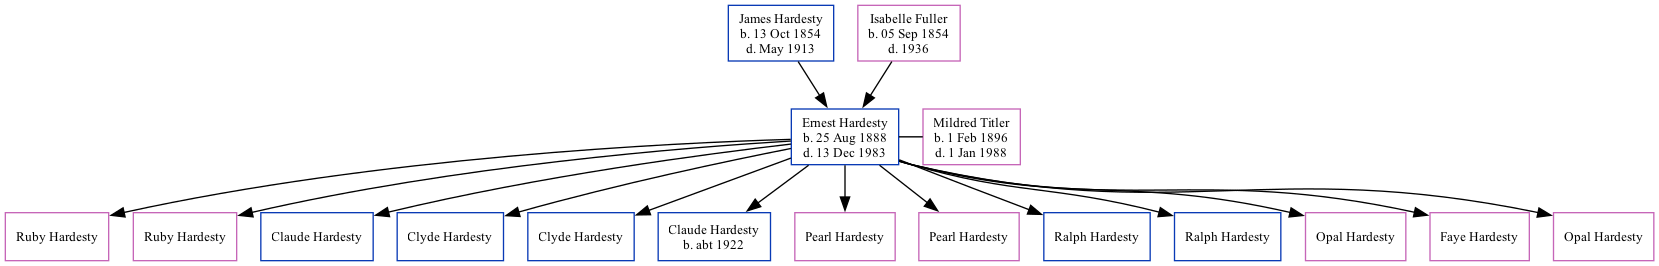 James Hardesty
b. 13 Oct 1854
d. May 1913
Isabelle Fuller
b. 05 Sep 1854
d. 1936
Ernest Hardesty
b. 25 Aug 1888
d. 13 Dec 1983
Mildred Titler
b. 1 Feb 1896
d. 1 Jan 1988
Ruby Hardesty
Ruby Hardesty
Claude Hardesty
Clyde Hardesty
Clyde Hardesty
Claude Hardesty
b. abt 1922
Pearl Hardesty
Pearl Hardesty
Ralph Hardesty
Ralph Hardesty
Opal Hardesty
Faye Hardesty
Opal Hardesty